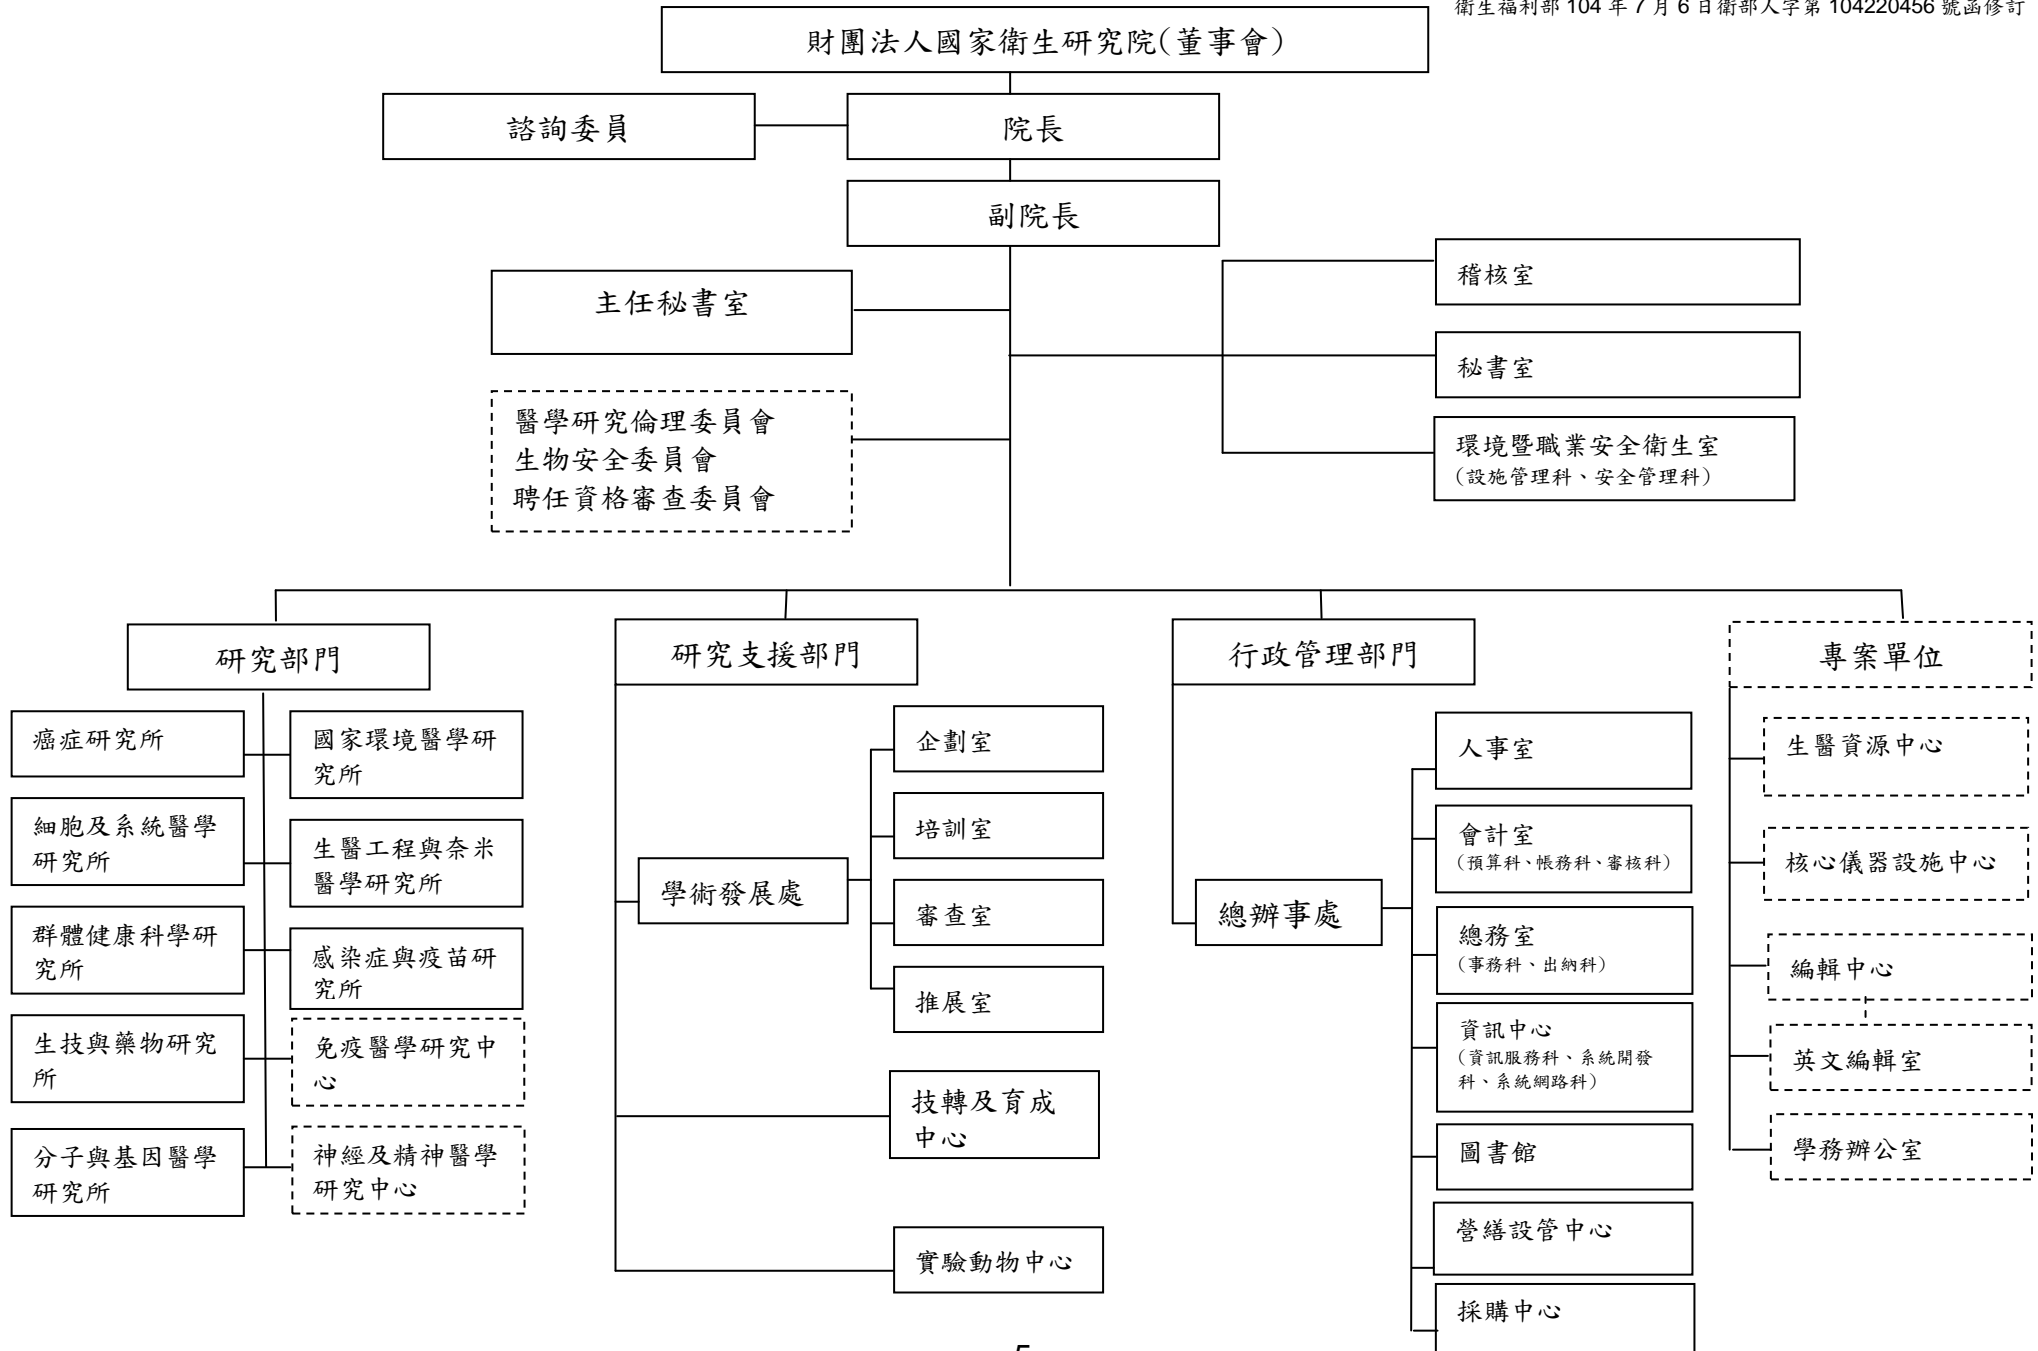 衛生福利部 104 年 7 月 6 日衛部人字第 104220456 號函修訂
財團法人國家衛生研究院(董事會)
諮詢委員
院長
副院長
主任秘書室
稽核室
秘書室
醫學研究倫理委員會
生物安全委員會
聘任資格審查委員會
環境暨職業安全衛生室
(設施管理科、安全管理科)
研究部門
癌症研究所
國家環境醫學研
究所
細胞及系統醫學
研究所
生醫工程與奈米
醫學研究所
群體健康科學研
究所
感染症與疫苗研
究所
生技與藥物研究
所
免疫醫學研究中
心
分子與基因醫學
研究所
神經及精神醫學
研究中心
研究支援部門
學術發展處
企劃室
培訓室
審查室
推展室
技轉及育成
中心
實驗動物中心
行政管理部門
總辦事處
人事室
會計室
(預算科、帳務科、審核科)
總務室
(事務科、出納科)
資訊中心
(資訊服務科、系統開發
科、系統網路科)
圖書館
營繕設管中心
採購中心
專案單位
生醫資源中心
核心儀器設施中心
編輯中心
英文編輯室
學務辦公室
5